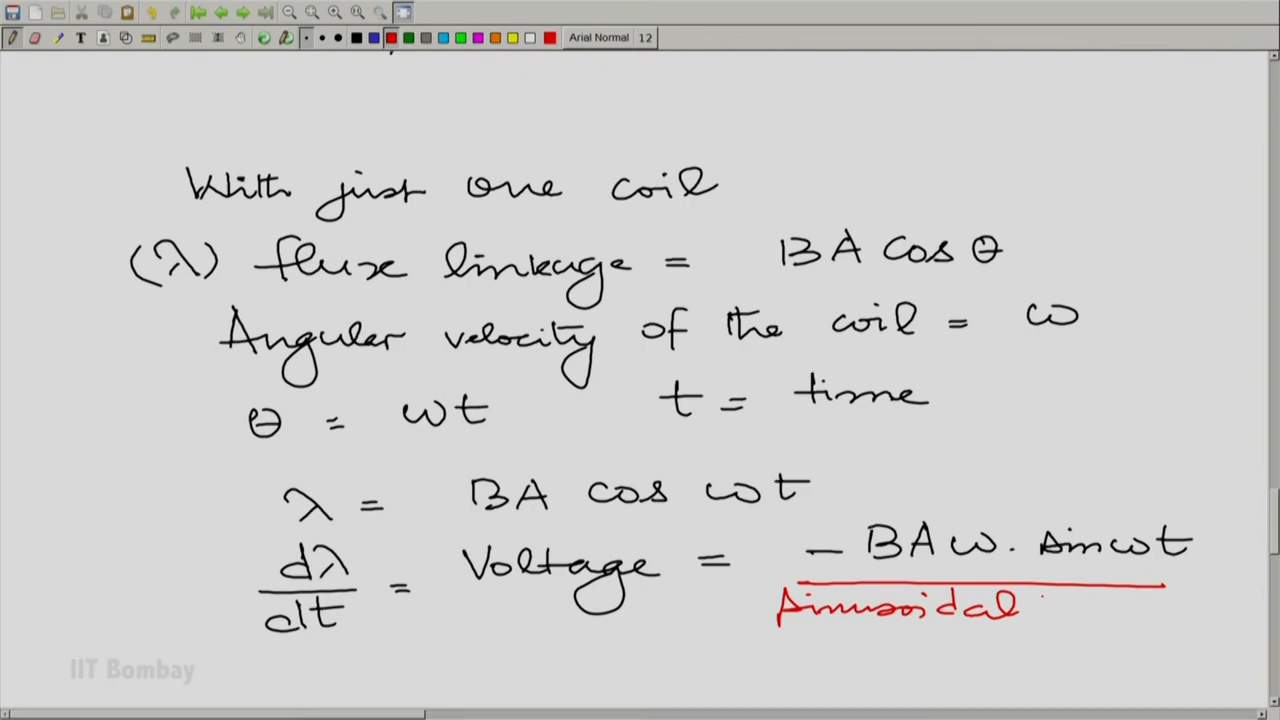 Arial Normal 12
With just one coil
(λ) flux linkage = BA cos θ
Angular velocity of the coil = ω
θ = ωt t = time
λ = BA cos ωt
dλ/dt = Voltage = - BAω. sinωt
sinusoidal
IIT Bombay